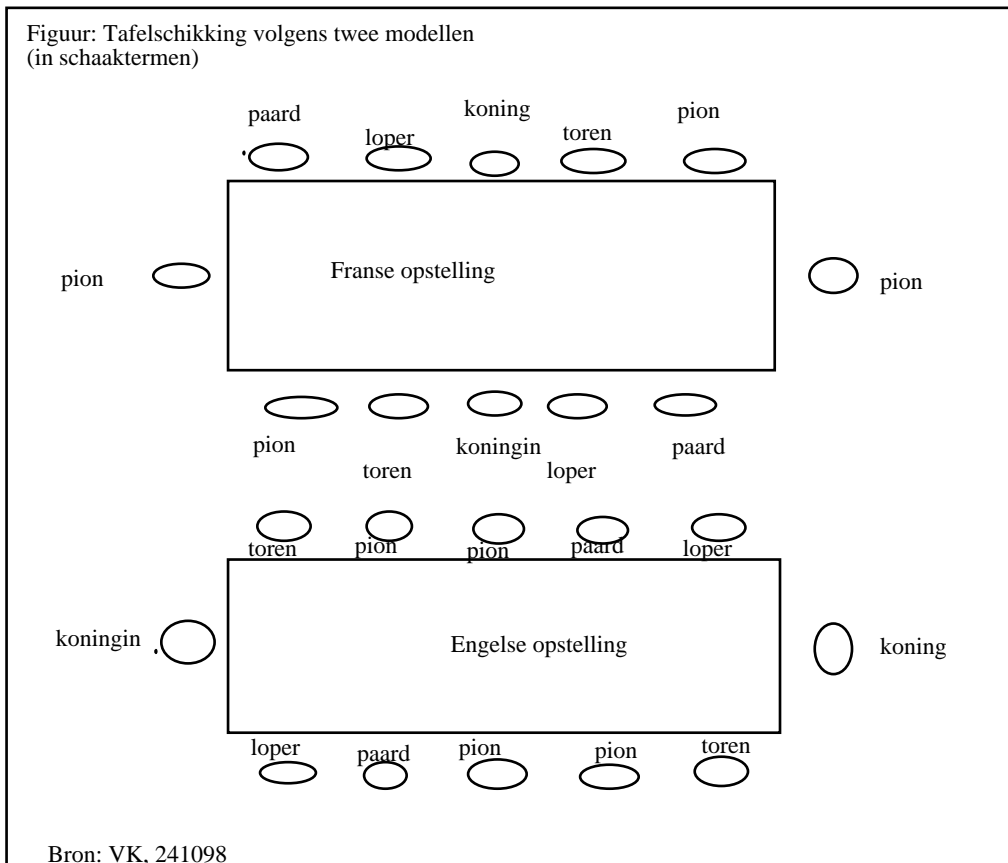 Figuur: Tafelschikking volgens twee modellen
(in schaaktermen)
paard
loper
koning
toren
pion
pion
Franse opstelling
pion
pion
toren
koningin
loper
paard
toren
pion
pion
paard
loper
koningin
Engelse opstelling
koning
loper
paard
pion
pion
toren
Bron: VK, 241098